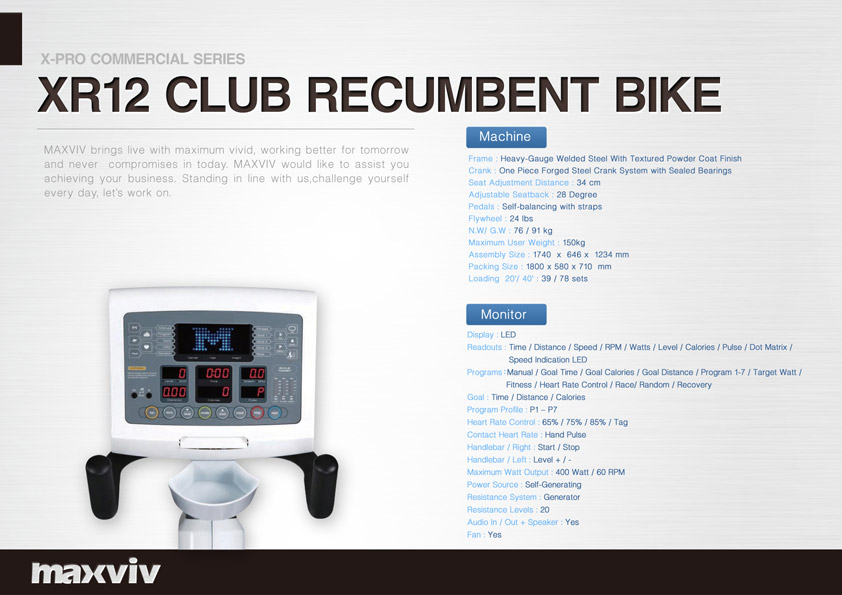 X-PRO COMMERCIAL SERIES
XR12 CLUB RECUMBENT BIKE
MAXVIV brings live with maximum vivid, working better for tomorrow
and never compromises in today. MAXVIV would like to assist you
achieving your business. Standing in line with us,challenge yourself
every day, let's work on.
Machine
Frame : Heavy-Gauge Welded Steel With Textured Powder Coat Finish
Crank : One Piece Forged Steel Crank System with Sealed Bearings
Seat Adjustment Distance : 34 cm
Adjustable Seatback : 28 Degree
Pedals : Self-balancing with straps
Flywheel : 24 lbs
N.W/ G.W : 76 / 91 kg
Maximum User Weight : 150kg
Assembly Size : 1740 x 646 x 1234 mm
Packing Size : 1800 x 580 x 710 mm
Loading 20'/ 40' : 39 / 78 sets
Monitor
Display : LED
Readouts : Time / Distance / Speed / RPM / Watts / Level / Calories / Pulse / Dot Matrix /
Speed Indication LED
Programs : Manual / Goal Time / Goal Calories / Goal Distance / Program 1-7 / Target Watt /
Fitness / Heart Rate Control / Race/ Random / Recovery
Goal : Time / Distance / Calories
Program Profile : P1 – P7
Heart Rate Control : 65% / 75% / 85% / Tag
Contact Heart Rate : Hand Pulse
Handlebar / Right : Start / Stop
Handlebar / Left : Level + / -
Maximum Watt Output : 400 Watt / 60 RPM
Power Source : Self-Generating
Resistance System : Generator
Resistance Levels : 20
Audio In / Out + Speaker : Yes
Fan : Yes
M
0 0:00 0.0
0.00 0 P
maxviv